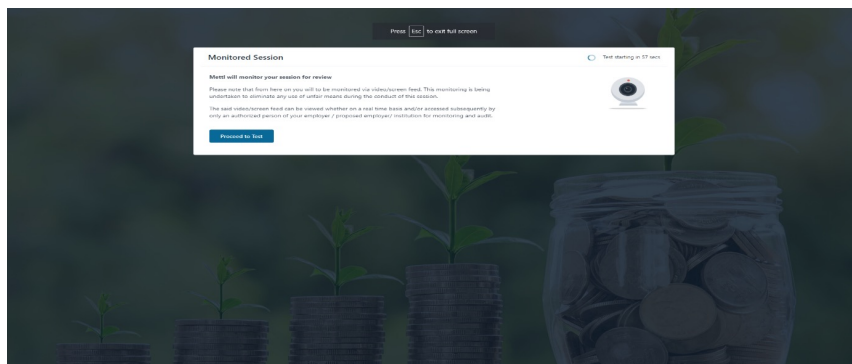 Press Esc to exit full screen
Monitored Session
Test starting in 57 secs
Mettl will monitor your session for review
Please note that from here on you will to be monitored via video/screen feed. This monitoring is being
undertaken to eliminate any use of unfair means during the conduct of this session.
The said video/screen feed can be viewed whether on a real time base and/or accessed subsequently by
only an authorized person of your employer / proposed employer/ institution for monitoring and audit.
Proceed to Test